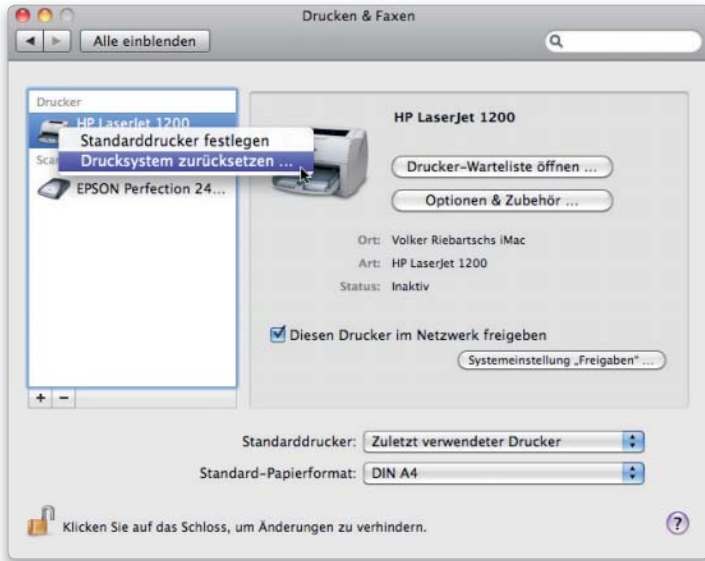 Drucken & Faxen
Alle einblenden
Drucker
HP LaserJet 1200
Standarddrucker festlegen
Drucksystem zurücksetzen ...
EPSON Perfection 24...
HP LaserJet 1200
Drucker-Warteliste öffnen ...
Optionen & Zubehör ...
Ort: Volker Riebartschs iMac
Art: HP LaserJet 1200
Status: Inaktiv
Diesen Drucker im Netzwerk freigeben
Systemeinstellung „Freigaben“ ...
+ −
Standarddrucker: Zuletzt verwendeter Drucker
Standard-Papierformat: DIN A4
Klicken Sie auf das Schloss, um Änderungen zu verhindern.
?